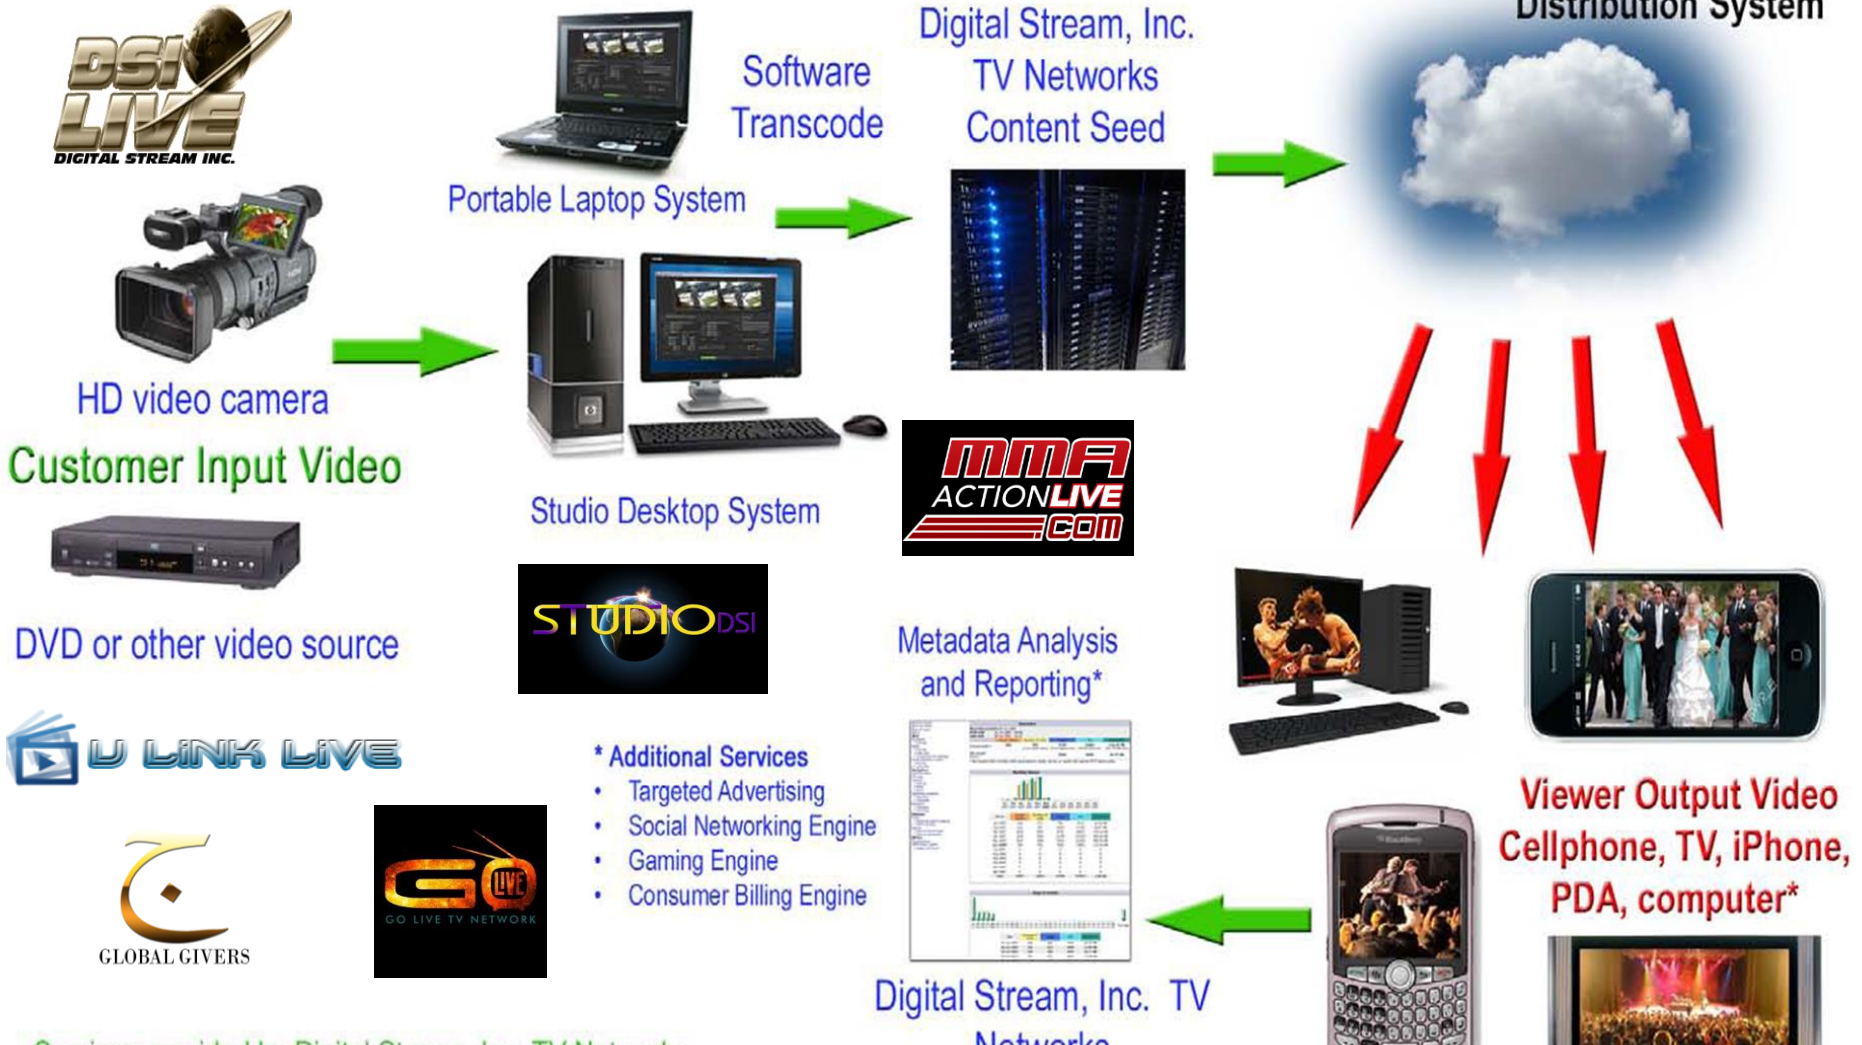 DSI
LIVE
DIGITAL STREAM INC.
HD video camera
Customer Input Video
DVD or other video source
U LiNK LiVE
ج
GLOBAL GIVERS
Portable Laptop System
Software
Transcode
Studio Desktop System
STUDIO DSI
GO
LIVE
GO LIVE TV NETWORK
* Additional Services
• Targeted Advertising
• Social Networking Engine
• Gaming Engine
• Consumer Billing Engine
Digital Stream, Inc.
TV Networks
Content Seed
MMA
ACTIONLIVE
.COM
Metadata Analysis
and Reporting*
Digital Stream, Inc. TV
Networks
Distribution System
Viewer Output Video
Cellphone, TV, iPhone,
PDA, computer*
BlackBerry